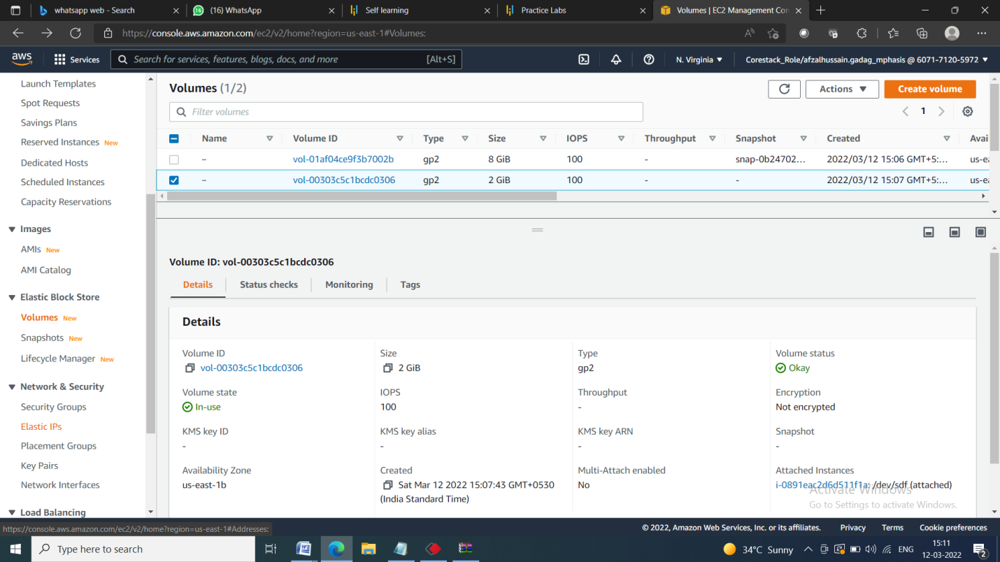 whatsapp web - Search
(16) WhatsApp
Self learning
Practice Labs
Volumes | EC2 Management Con
https://console.aws.amazon.com/ec2/v2/home?region=us-east-1#Volumes:
aws
Services
Search for services, features, blogs, docs, and more
[Alt+S]
N. Virginia
Corestack_Role/afzalhussain.gadag_mphasis @ 6071-7120-5972
Launch Templates
Spot Requests
Savings Plans
Reserved Instances New
Dedicated Hosts
Scheduled Instances
Capacity Reservations
Images
AMIs New
AMI Catalog
Elastic Block Store
Volumes New
Snapshots New
Lifecycle Manager New
Network & Security
Security Groups
Elastic IPs
Placement Groups
Key Pairs
Network Interfaces
Load Balancing
Volumes (1/2)
Actions
Create volume
Filter volumes
1
Name Volume ID Type Size IOPS Throughput Snapshot Created Avai
– vol-01af04ce9f3b7002b gp2 8 GiB 100 - snap-0b24702... 2022/03/12 15:06 GMT+5:... us-ea
– vol-00303c5c1bcdc0306 gp2 2 GiB 100 - - 2022/03/12 15:07 GMT+5:... us-ea
Volume ID: vol-00303c5c1bcdc0306
Details
Status checks
Monitoring
Tags
Details
Volume ID
vol-00303c5c1bcdc0306
Size
2 GiB
Type
gp2
Volume status
Okay
Volume state
In-use
IOPS
100
Throughput
-
Encryption
Not encrypted
KMS key ID
-
KMS key alias
-
KMS key ARN
-
Snapshot
-
Availability Zone
us-east-1b
Created
Sat Mar 12 2022 15:07:43 GMT+0530
(India Standard Time)
Multi-Attach enabled
No
Attached Instances
i-0891eac2d6d511f1a: /dev/sdf (attached)
Activate Windows
Go to Settings to activate Windows.
https://console.aws.amazon.com/ec2/v2/home?region=us-east-1#Addresses:
© 2022, Amazon Web Services, Inc. or its affiliates.
Privacy
Terms
Cookie preferences
Type here to search
34°C Sunny
ENG
15:11
12-03-2022
2